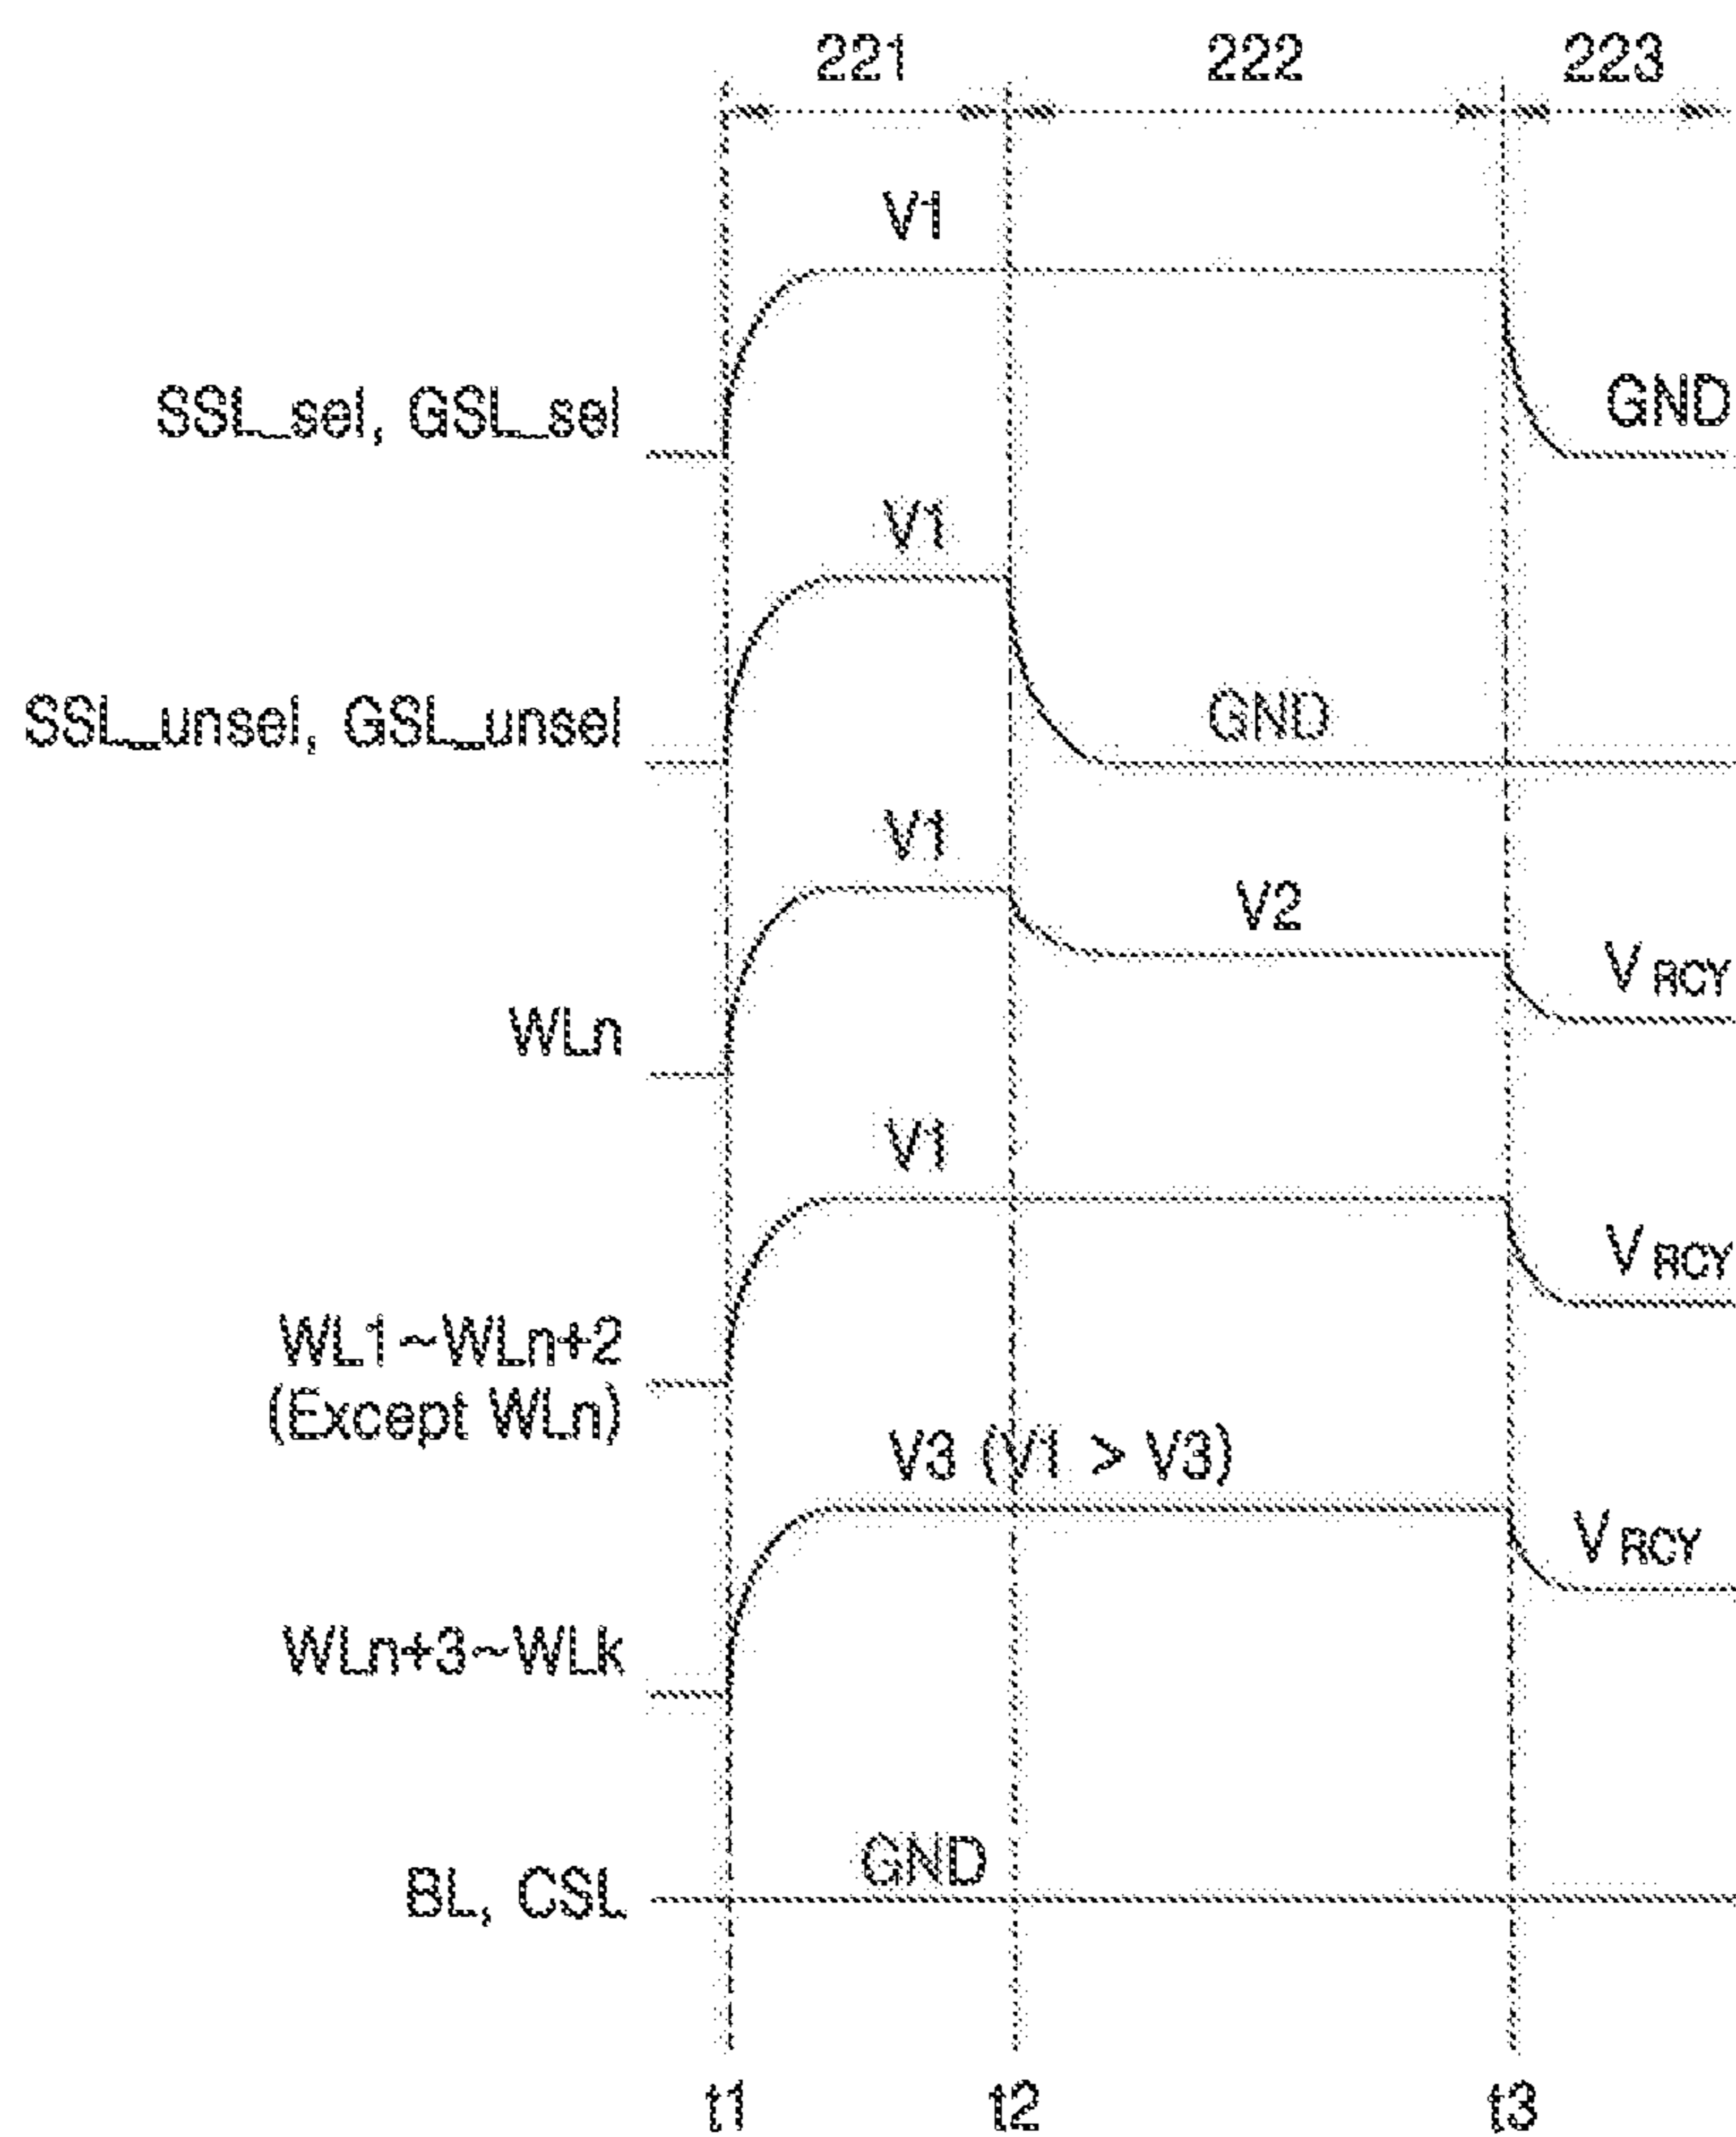 221 222 223
V1
SSL_sel, GSL_sel
GND
V1
SSL_unsel, GSL_unsel
GND
V1
V2
VRCY
WLn
V1
VRCY
WL1~WLn+2
(Except WLn)
V3 (V1 > V3)
VRCY
WLn+3~WLk
GND
BL, CSL
t1 t2 t3